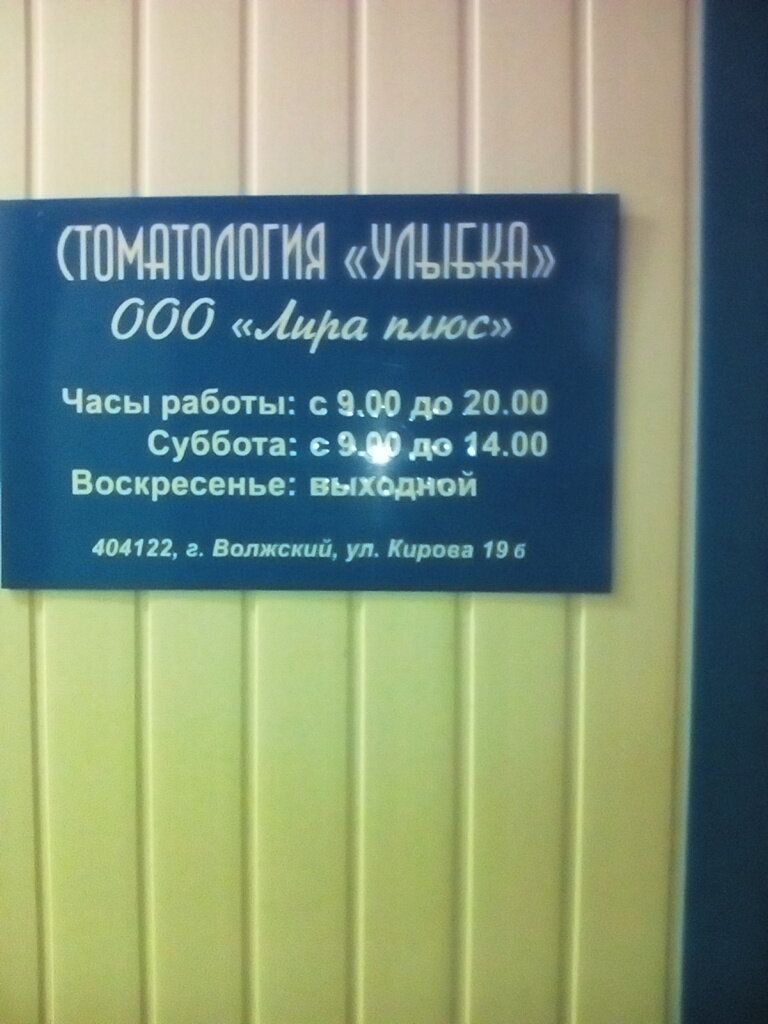 СТОМАТОЛОГИЯ «УЛЫБКА»
ООО «Лира плюс»
Часы работы: с 9.00 до 20.00
Суббота: с 9.00 до 14.00
Воскресенье: выходной
404122, г. Волжский, ул. Кирова 19 б